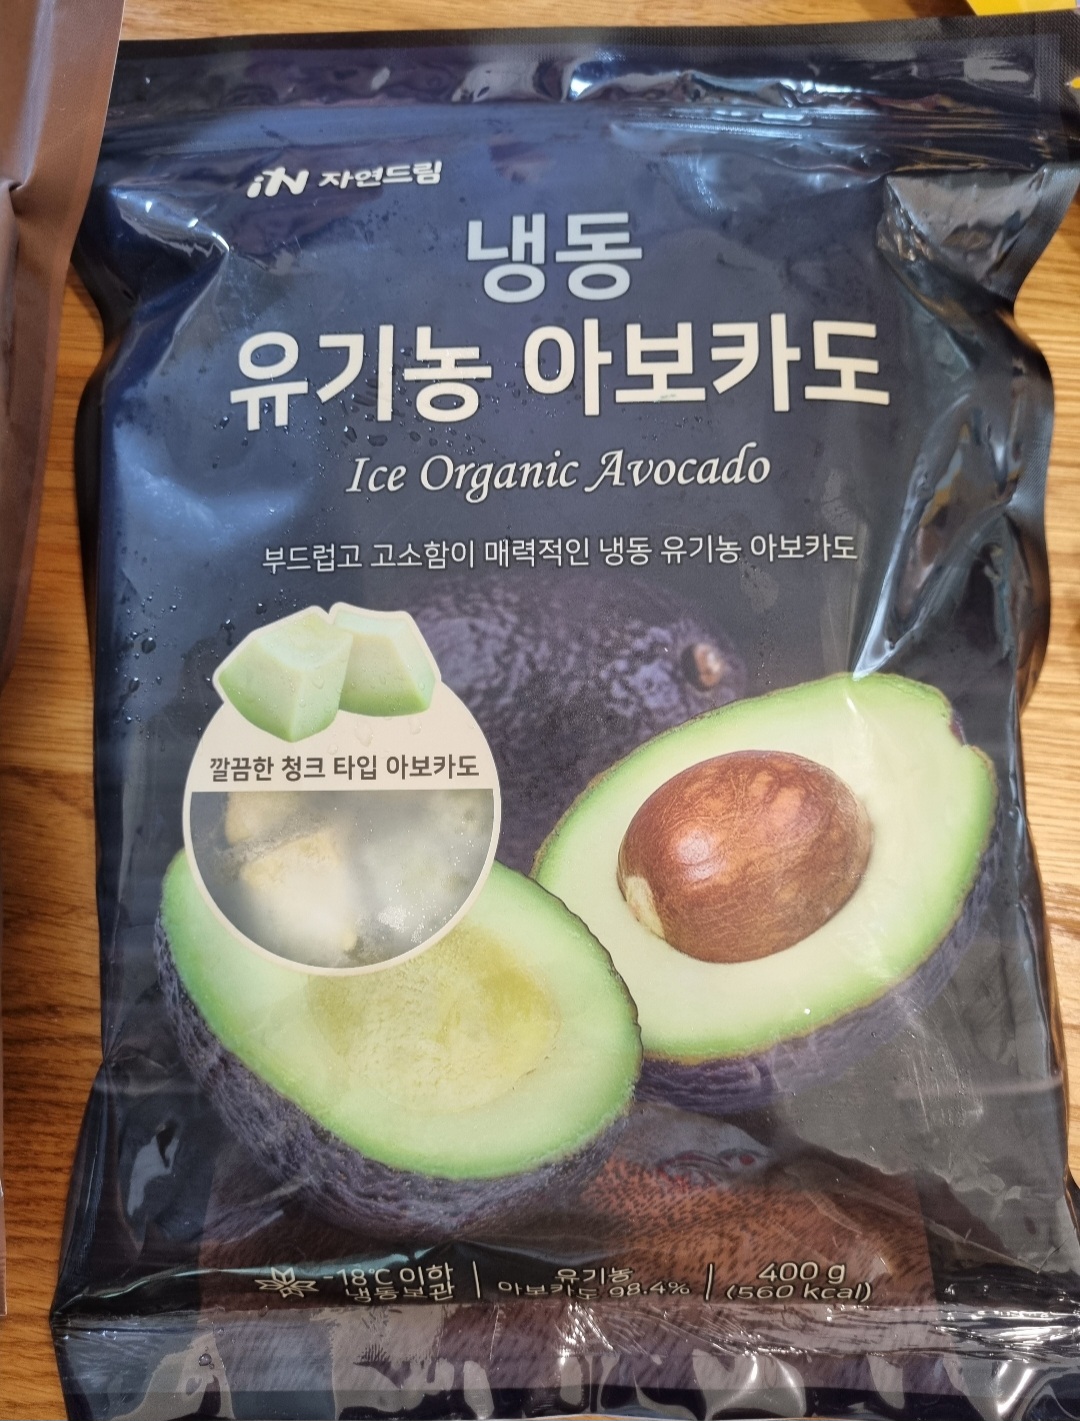 iN 자연드림
냉동
유기농 아보카도
Ice Organic Avocado
부드럽고 고소함이 매력적인 냉동 유기농 아보카도
깔끔한 청크 타입 아보카도
-18℃ 이하
냉동보관
유기농
아보카도 98.4%
400 g
(560 kcal)